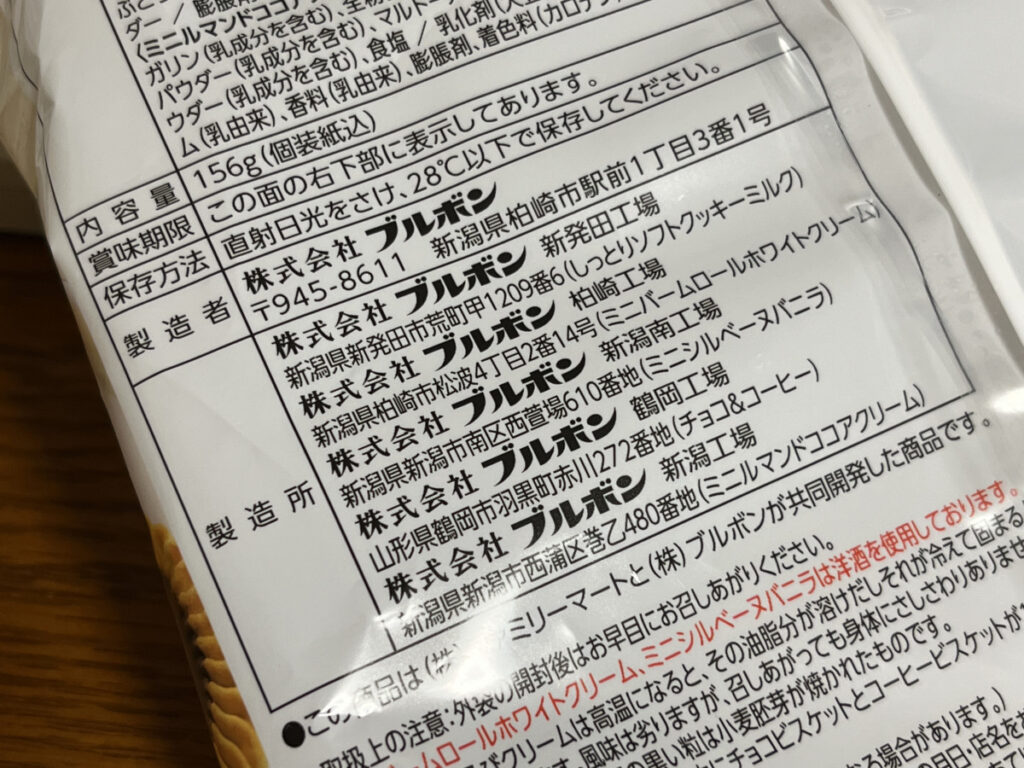 ダニー/膨脹
(ミニルマンドココア
ガリン(乳成分を含む)、全粉
パウダー(乳成分を含む)、マルト
ウダー(乳成分を含む)、食塩/乳化剤(大
ム(乳由来)、香料(乳由来)、膨脹剤、着色料(カロテ
内容量 156g(個装紙込)
賞味期限 この面の右下部に表示してあります。
保存方法 直射日光をさけ、28℃以下で保存してください。
製造者 株式会社 ブルボン
〒945-8611 新潟県柏崎市駅前1丁目3番1号
製造所 株式会社 ブルボン 新発田工場
新潟県新発田市荒町甲1209番6(しっとりソフトクッキーミルク)
株式会社 ブルボン 柏崎工場
新潟県柏崎市松波4丁目2番14号(ミニバームロールホワイトクリーム)
株式会社 ブルボン 新潟南工場
新潟県新潟市南区西萱場610番地(ミニシルベーヌバニラ)
株式会社 ブルボン 鶴岡工場
山形県鶴岡市羽黒町赤川272番地(チョコ&コーヒー)
株式会社 ブルボン 新潟工場
新潟県新潟市西蒲区巻乙480番地(ミニルマンドココアクリーム)
●この商品は(株) ミリーマートと(株)ブルボンが共同開発した商品です。
取扱上の注意:外装の開封後はお早目にお召しあがりください。
ームロールホワイトクリーム、ミニシルベーヌバニラは洋酒を使用しております。
びクリームは高温になると、その油脂分が溶けだしそれが冷えて固まる
風味は劣りますが、召しあがっても身体にさしさわりありませ
の黒い粒は小麦胚芽が焼かれたものです。
にチョコビスケットとコーヒービスケットが
る場合があります。)
の日・店名を